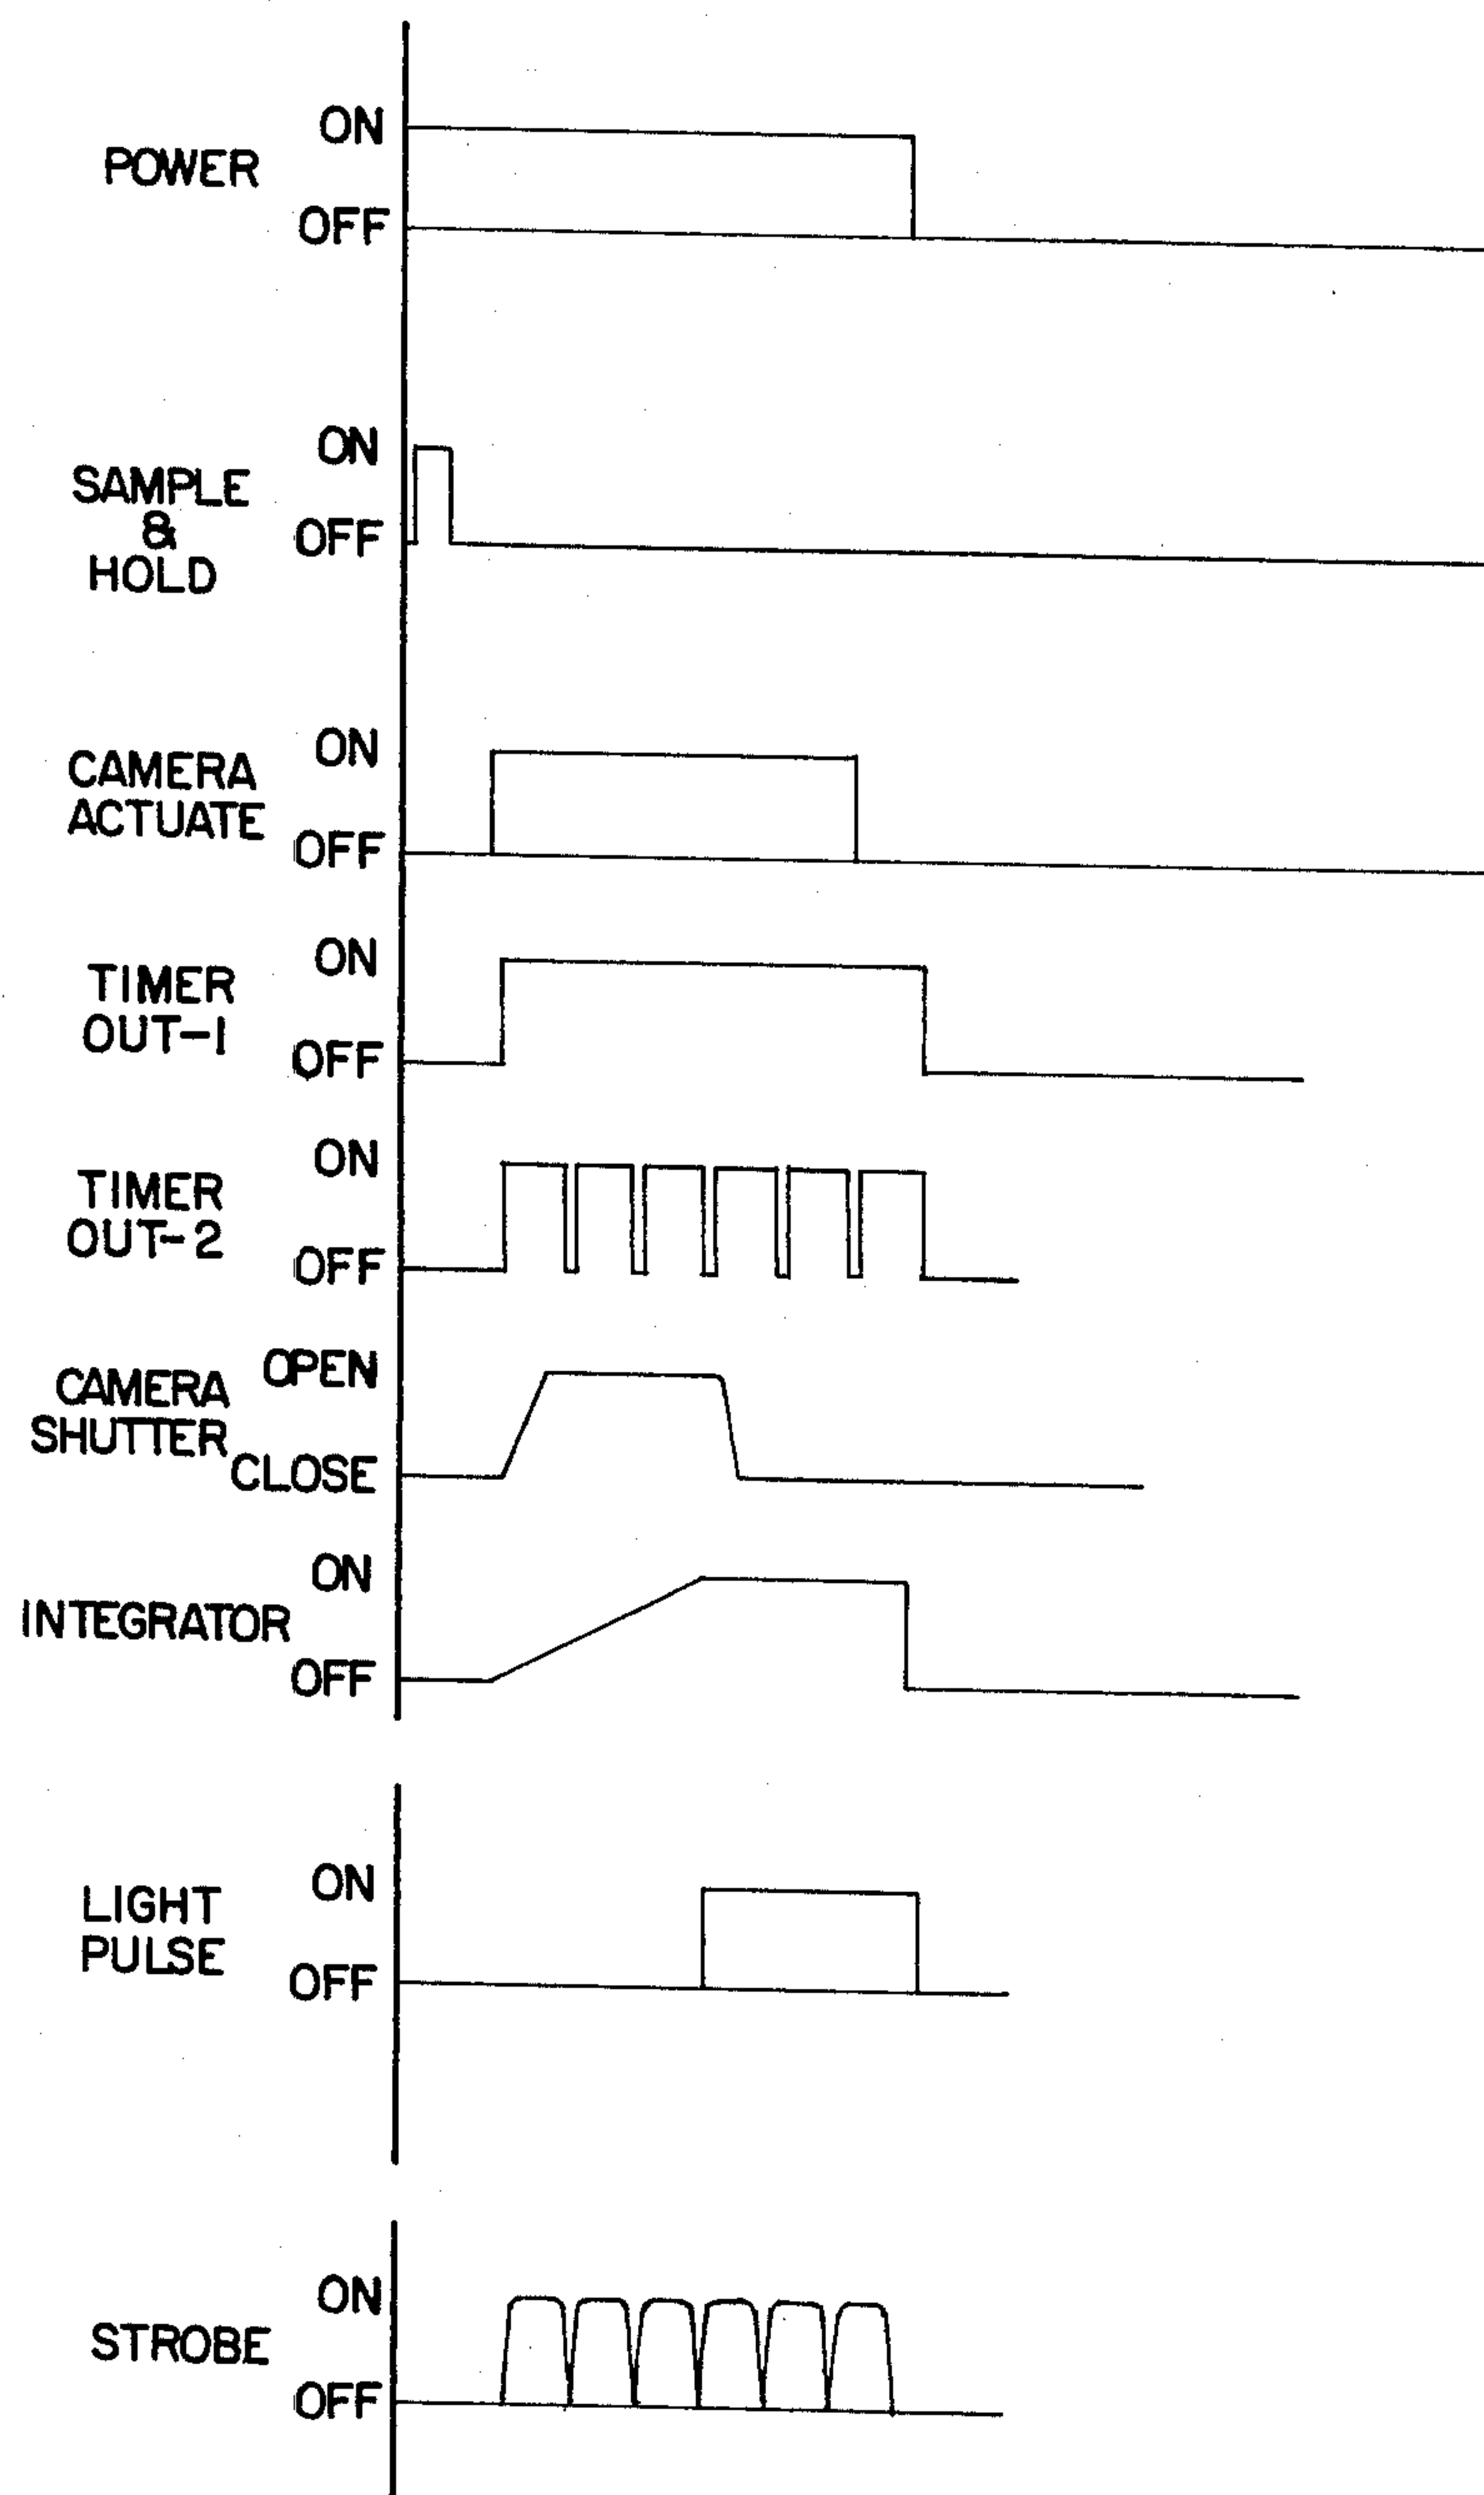 ON
POWER
OFF
ON
SAMPLE
&
HOLD
OFF
ON
CAMERA
ACTUATE
OFF
ON
TIMER
OUT-1
OFF
ON
TIMER
OUT-2
OFF
OPEN
CAMERA
SHUTTER
CLOSE
ON
INTEGRATOR
OFF
ON
LIGHT
PULSE
OFF
ON
STROBE
OFF